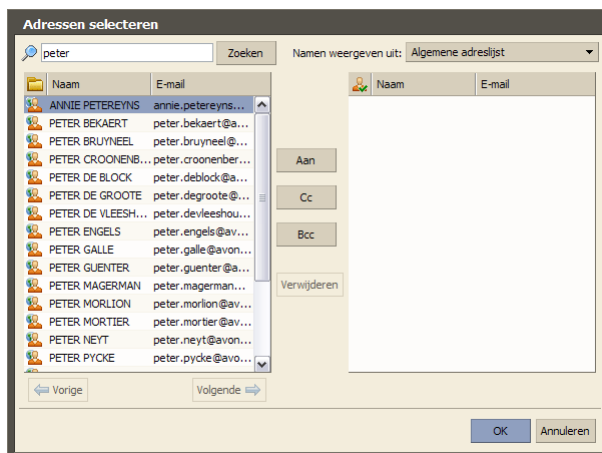 Adressen selecteren
peter Zoeken Namen weergeven uit: Algemene adreslijst
Naam E-mail Naam E-mail
ANNIE PETEREYNS annie.petereyns...
PETER BEKAERT peter.bekaert@a...
PETER BRUYNEEL peter.bruyneel@...
PETER CROONENB... peter.croonenber...
PETER DE BLOCK peter.deblock@a...
PETER DE GROOTE peter.degroote@...
PETER DE VLEESH... peter.devleeshou...
PETER ENGELS peter.engels@av...
PETER GALLE peter.galle@avon...
PETER GUENTER peter.guenter@a...
PETER MAGERMAN peter.magerman...
PETER MORLION peter.morlion@av...
PETER MORTIER peter.mortier@av...
PETER NEYT peter.neyt@avon...
PETER PYCKE peter.pycke@avo...
Aan
Cc
Bcc
Verwijderen
Vorige Volgende
OK Annuleren